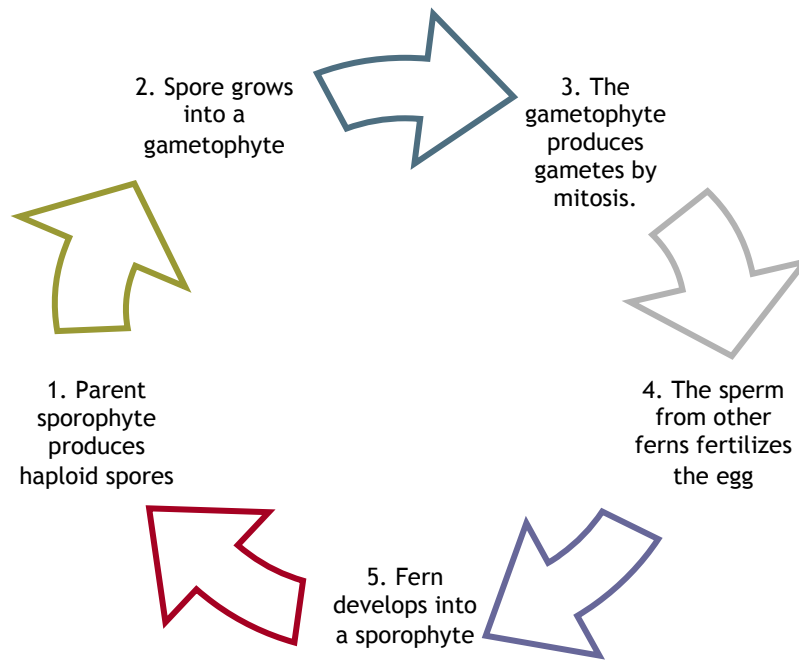 1. Parent
sporophyte
produces
haploid spores
2. Spore grows
into a
gametophyte
3. The
gametophyte
produces
gametes by
mitosis.
4. The sperm
from other
ferns fertilizes
the egg
5. Fern
develops into
a sporophyte